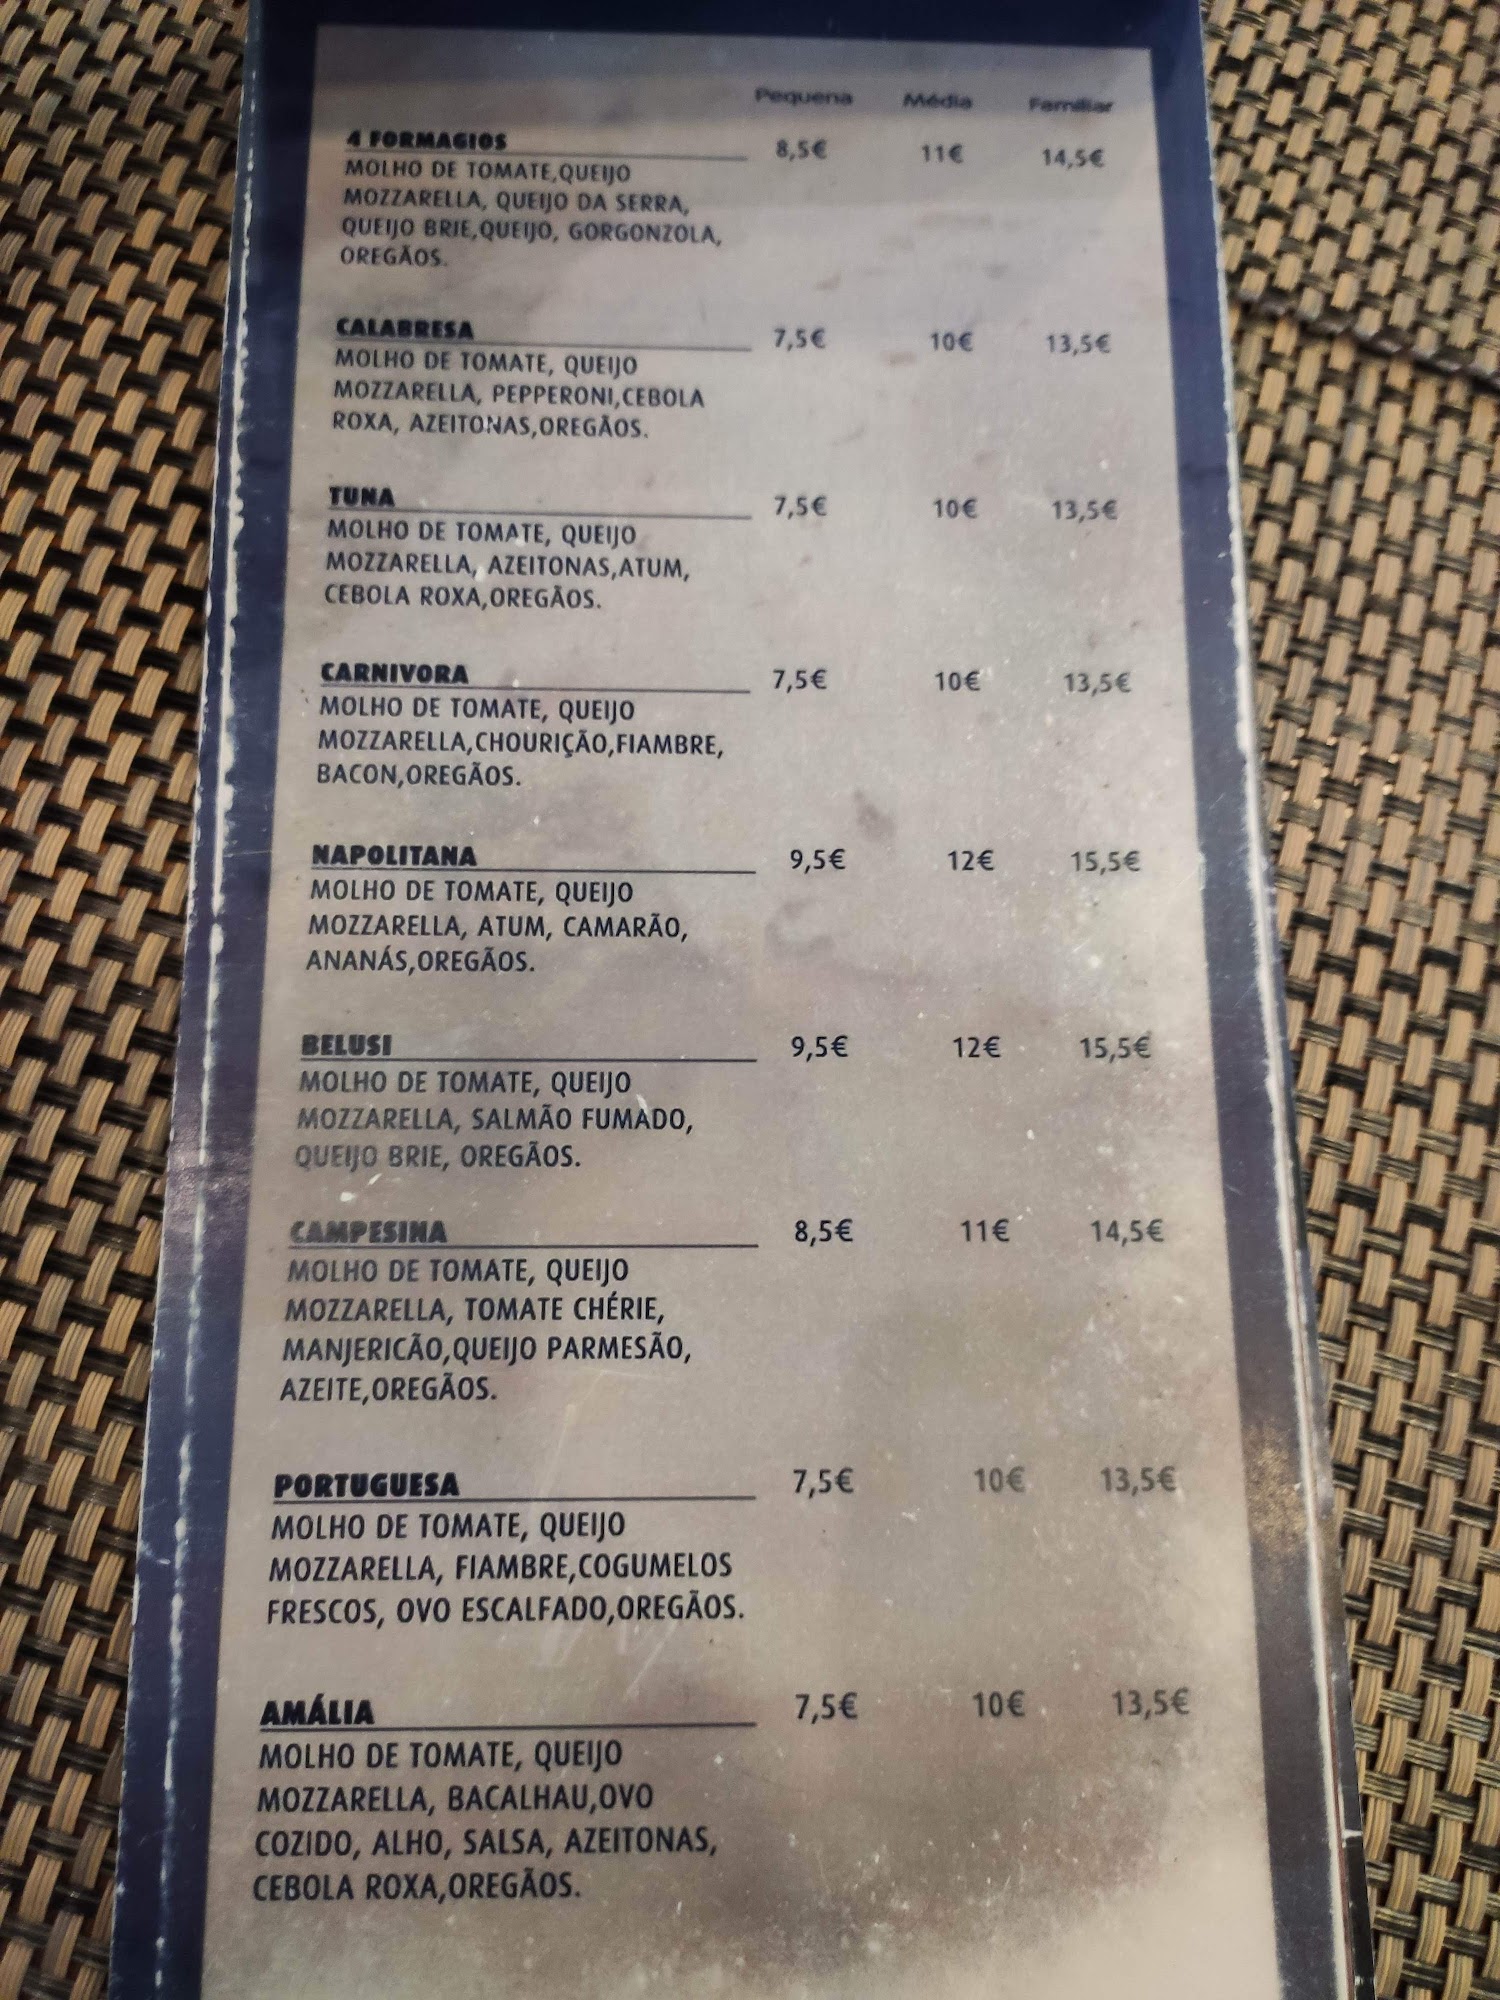 Pequena Média Familiar
4 FORMAGIOS 8,5€ 11€ 14,5€
MOLHO DE TOMATE,QUEIJO
MOZZARELLA, QUEIJO DA SERRA,
QUEIJO BRIE,QUEIJO, GORGONZOLA,
OREGÃOS.
CALABRESA 7,5€ 10€ 13,5€
MOLHO DE TOMATE, QUEIJO
MOZZARELLA, PEPPERONI,CEBOLA
ROXA, AZEITONAS,OREGÃOS.
TUNA 7,5€ 10€ 13,5€
MOLHO DE TOMATE, QUEIJO
MOZZARELLA, AZEITONAS,ATUM,
CEBOLA ROXA,OREGÃOS.
CARNIVORA 7,5€ 10€ 13,5€
MOLHO DE TOMATE, QUEIJO
MOZZARELLA,CHOURIÇÃO,FIAMBRE,
BACON,OREGÃOS.
NAPOLITANA 9,5€ 12€ 15,5€
MOLHO DE TOMATE, QUEIJO
MOZZARELLA, ATUM, CAMARÃO,
ANANÁS,OREGÃOS.
BELUSI 9,5€ 12€ 15,5€
MOLHO DE TOMATE, QUEIJO
MOZZARELLA, SALMÃO FUMADO,
QUEIJO BRIE, OREGÃOS.
CAMPESINA 8,5€ 11€ 14,5€
MOLHO DE TOMATE, QUEIJO
MOZZARELLA, TOMATE CHÉRIE,
MANJERICÃO,QUEIJO PARMESÃO,
AZEITE,OREGÃOS.
PORTUGUESA 7,5€ 10€ 13,5€
MOLHO DE TOMATE, QUEIJO
MOZZARELLA, FIAMBRE,COGUMELOS
FRESCOS, OVO ESCALFADO,OREGÃOS.
AMÁLIA 7,5€ 10€ 13,5€
MOLHO DE TOMATE, QUEIJO
MOZZARELLA, BACALHAU,OVO
COZIDO, ALHO, SALSA, AZEITONAS,
CEBOLA ROXA,OREGÃOS.